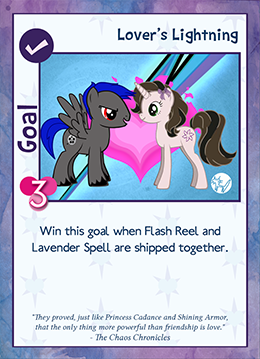 Lover's Lightning
Goal
3
Win this goal when Flash Reel and
Lavender Spell are shipped together.
"They proved, just like Princess Cadance and Shining Armor,
that the only thing more powerful than friendship is love."
- The Chaos Chronicles